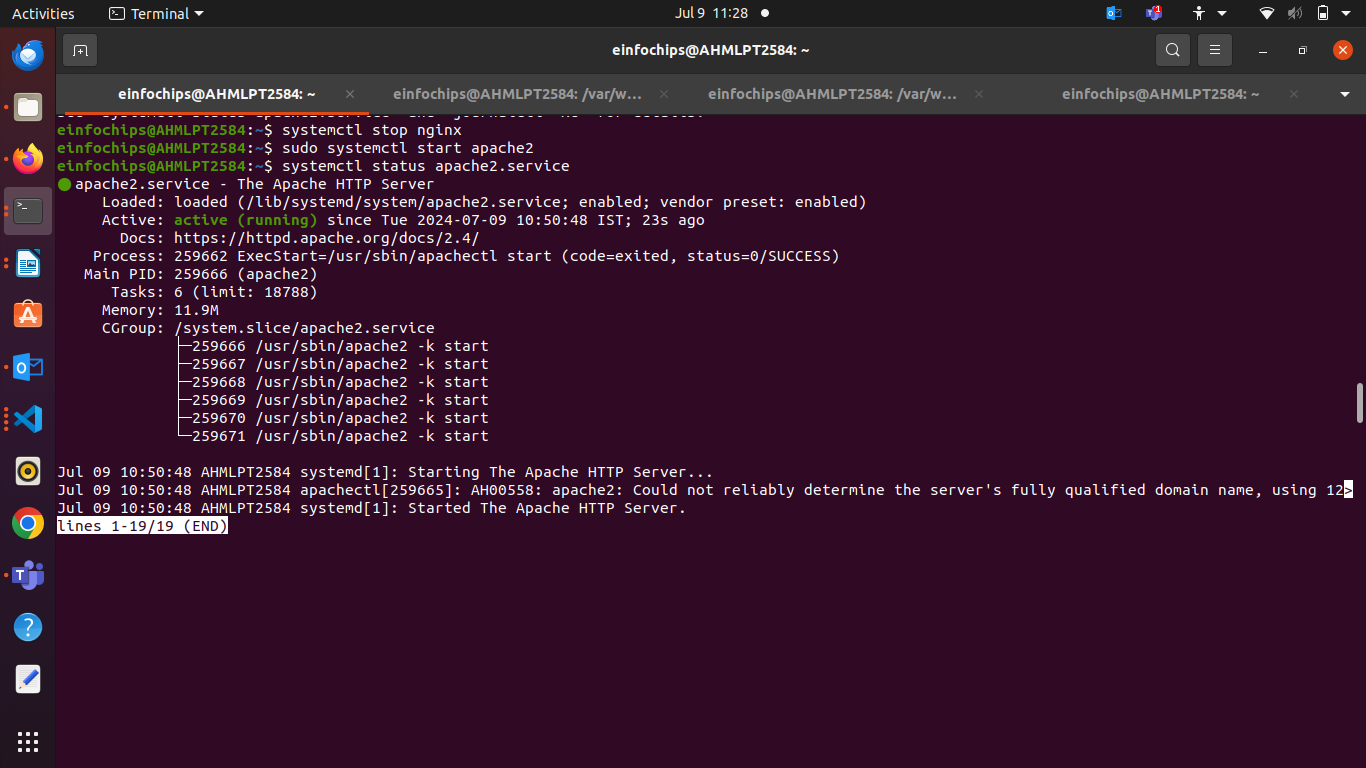 Activities
Terminal
Jul 9 11:28
1
einfochips@AHMLPT2584: ~
einfochips@AHMLPT2584: ~
einfochips@AHMLPT2584: /var/w...
einfochips@AHMLPT2584: /var/w...
einfochips@AHMLPT2584: ~
einfochips@AHMLPT2584:~$ systemctl stop nginx
einfochips@AHMLPT2584:~$ sudo systemctl start apache2
einfochips@AHMLPT2584:~$ systemctl status apache2.service
● apache2.service - The Apache HTTP Server
Loaded: loaded (/lib/systemd/system/apache2.service; enabled; vendor preset: enabled)
Active: active (running) since Tue 2024-07-09 10:50:48 IST; 23s ago
Docs: https://httpd.apache.org/docs/2.4/
Process: 259662 ExecStart=/usr/sbin/apachectl start (code=exited, status=0/SUCCESS)
Main PID: 259666 (apache2)
Tasks: 6 (limit: 18788)
Memory: 11.9M
CGroup: /system.slice/apache2.service
├─259666 /usr/sbin/apache2 -k start
├─259667 /usr/sbin/apache2 -k start
├─259668 /usr/sbin/apache2 -k start
├─259669 /usr/sbin/apache2 -k start
├─259670 /usr/sbin/apache2 -k start
└─259671 /usr/sbin/apache2 -k start
Jul 09 10:50:48 AHMLPT2584 systemd[1]: Starting The Apache HTTP Server...
Jul 09 10:50:48 AHMLPT2584 apachectl[259665]: AH00558: apache2: Could not reliably determine the server's fully qualified domain name, using 12>
Jul 09 10:50:48 AHMLPT2584 systemd[1]: Started The Apache HTTP Server.
lines 1-19/19 (END)